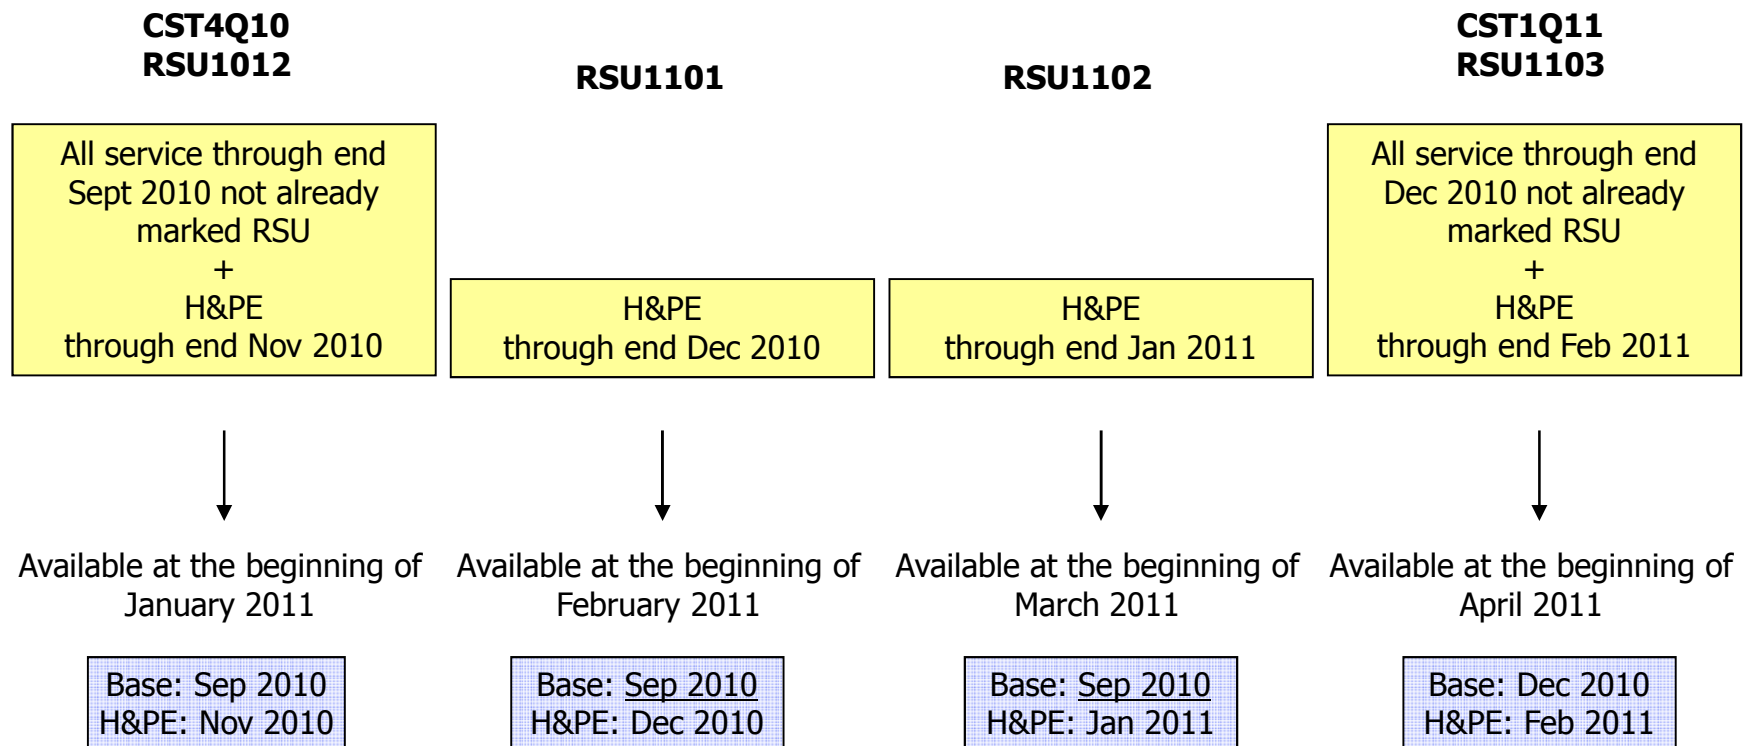 CST4Q10
RSU1012
RSU1101
RSU1102
CST1Q11
RSU1103
All service through end
Sept 2010 not already
marked RSU
+
H&PE
through end Nov 2010
H&PE
through end Dec 2010
H&PE
through end Jan 2011
All service through end
Dec 2010 not already
marked RSU
+
H&PE
through end Feb 2011
Available at the beginning of
January 2011
Available at the beginning of
February 2011
Available at the beginning of
March 2011
Available at the beginning of
April 2011
Base: Sep 2010
H&PE: Nov 2010
Base: Sep 2010
H&PE: Dec 2010
Base: Sep 2010
H&PE: Jan 2011
Base: Dec 2010
H&PE: Feb 2011